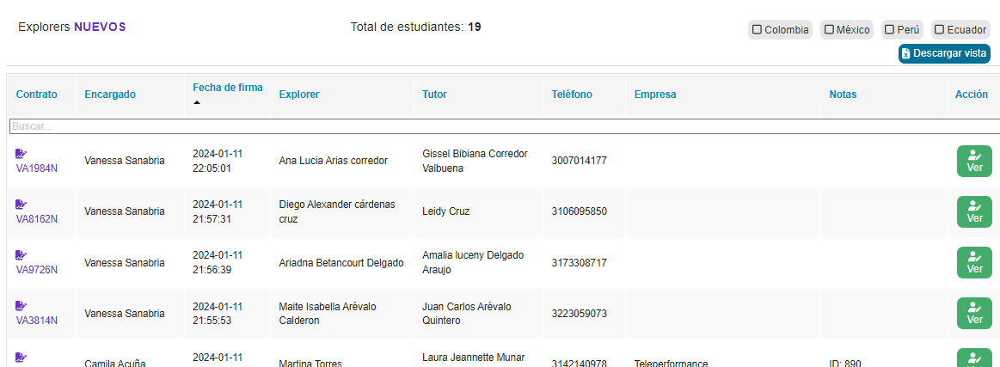 Explorers NUEVOS
Total de estudiantes: 19
Colombia
México
Perú
Ecuador
Descargar vista
Contrato
Encargado
Fecha de firma
Explorer
Tutor
Teléfono
Empresa
Notas
Acción
Buscar...
VA1984N
Vanessa Sanabria
2024-01-11
22:05:01
Ana Lucia Arias corredor
Gissel Bibiana Corredor
Valbuena
3007014177
Ver
VA8162N
Vanessa Sanabria
2024-01-11
21:57:31
Diego Alexander cárdenas
cruz
Leidy Cruz
3106095850
Ver
VA9726N
Vanessa Sanabria
2024-01-11
21:56:39
Ariadna Betancourt Delgado
Amalia luceny Delgado
Araujo
3173308717
Ver
VA3814N
Vanessa Sanabria
2024-01-11
21:55:53
Maite Isabella Arévalo
Calderon
Juan Carlos Arévalo
Quintero
3223059073
Ver
Camila Acuña
2024-01-11
Martina Torres
Laura Jeannette Munar
3142140978
Teleperformance
ID: 890